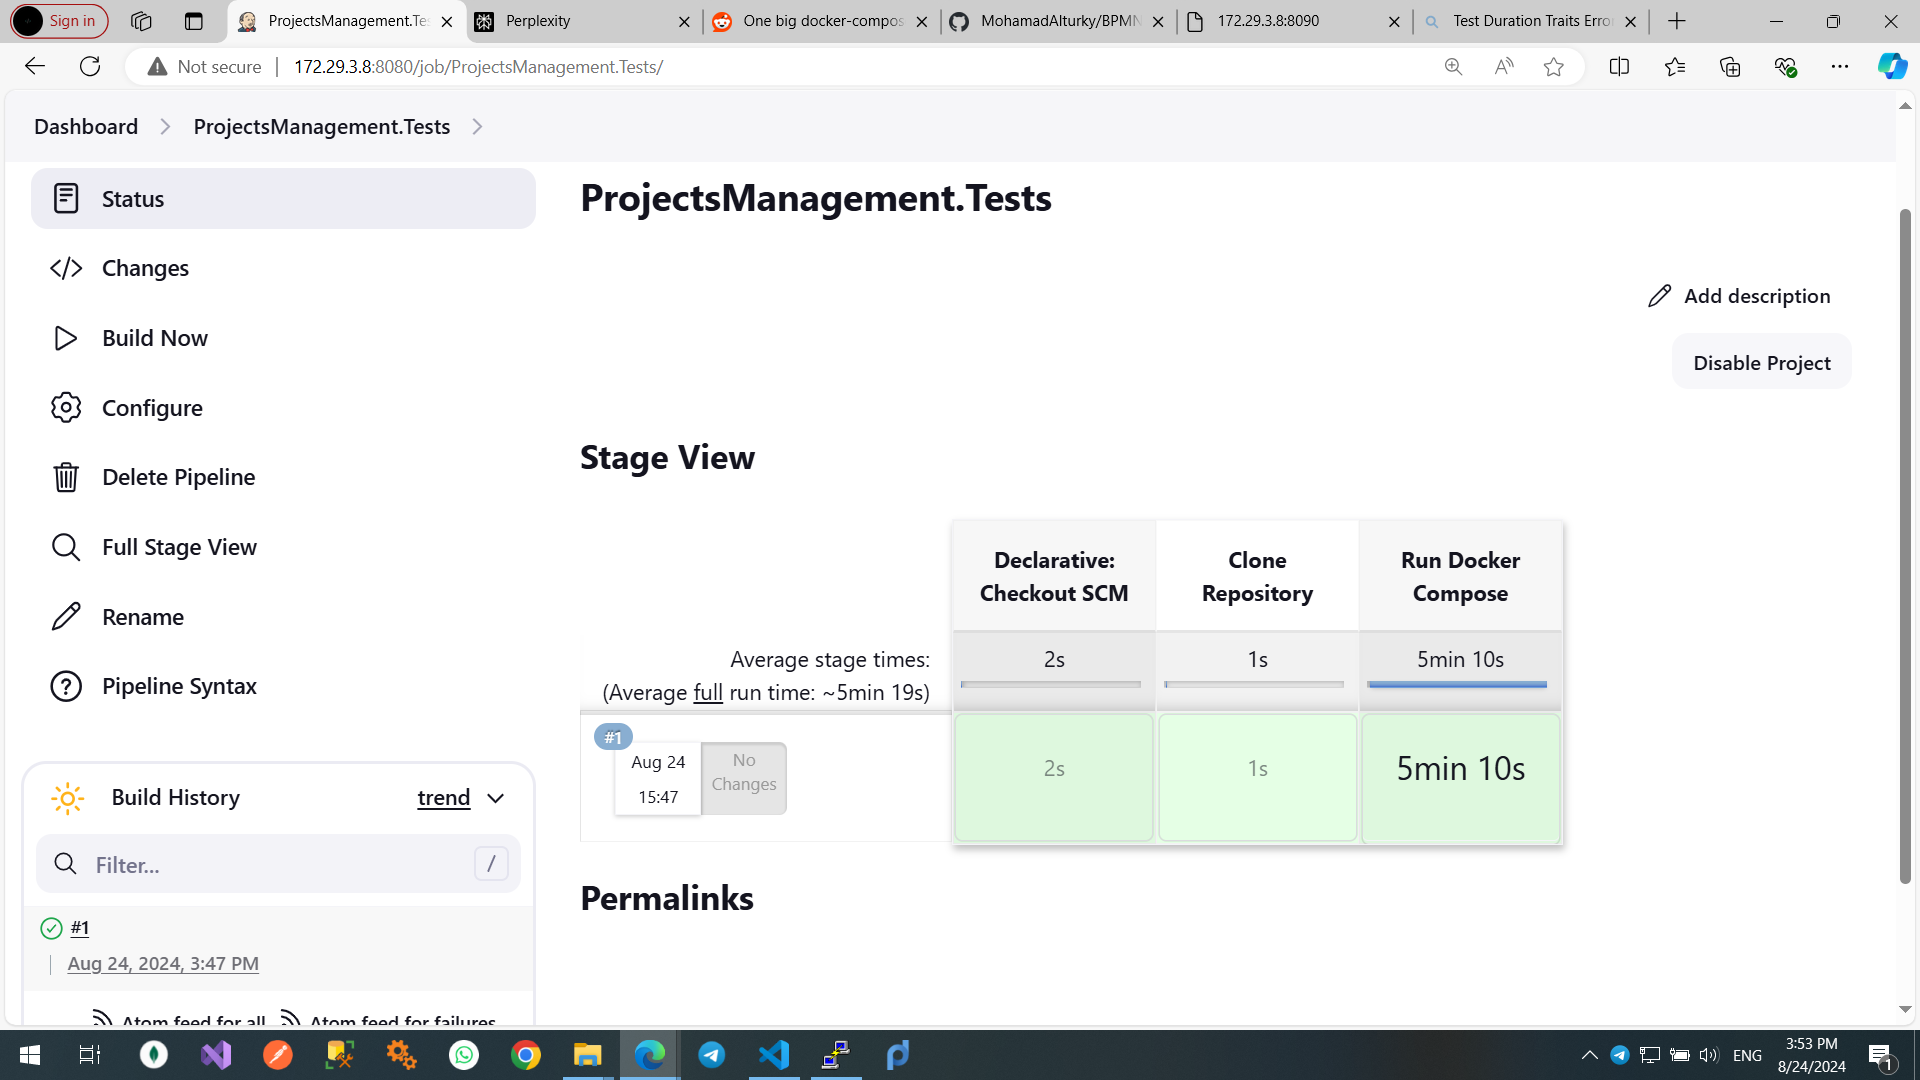 Sign in
ProjectsManagement.Tes
Perplexity
One big docker-compos
MohamadAlturky/BPMN
172.29.3.8:8090
Test Duration Traits Erro
Not secure
172.29.3.8:8080/job/ProjectsManagement.Tests/
Dashboard
ProjectsManagement.Tests
Status
Changes
Build Now
Configure
Delete Pipeline
Full Stage View
Rename
Pipeline Syntax
Build History
trend
Filter...
/
#1
Aug 24, 2024, 3:47 PM
Atom feed for all
Atom feed for failures
ProjectsManagement.Tests
Add description
Disable Project
Stage View
Declarative:
Checkout SCM
Clone
Repository
Run Docker
Compose
Average stage times:
(Average full run time: ~5min 19s)
2s
1s
5min 10s
#1
Aug 24
15:47
No
Changes
2s
1s
5min 10s
Permalinks
ENG
3:53 PM
8/24/2024
1